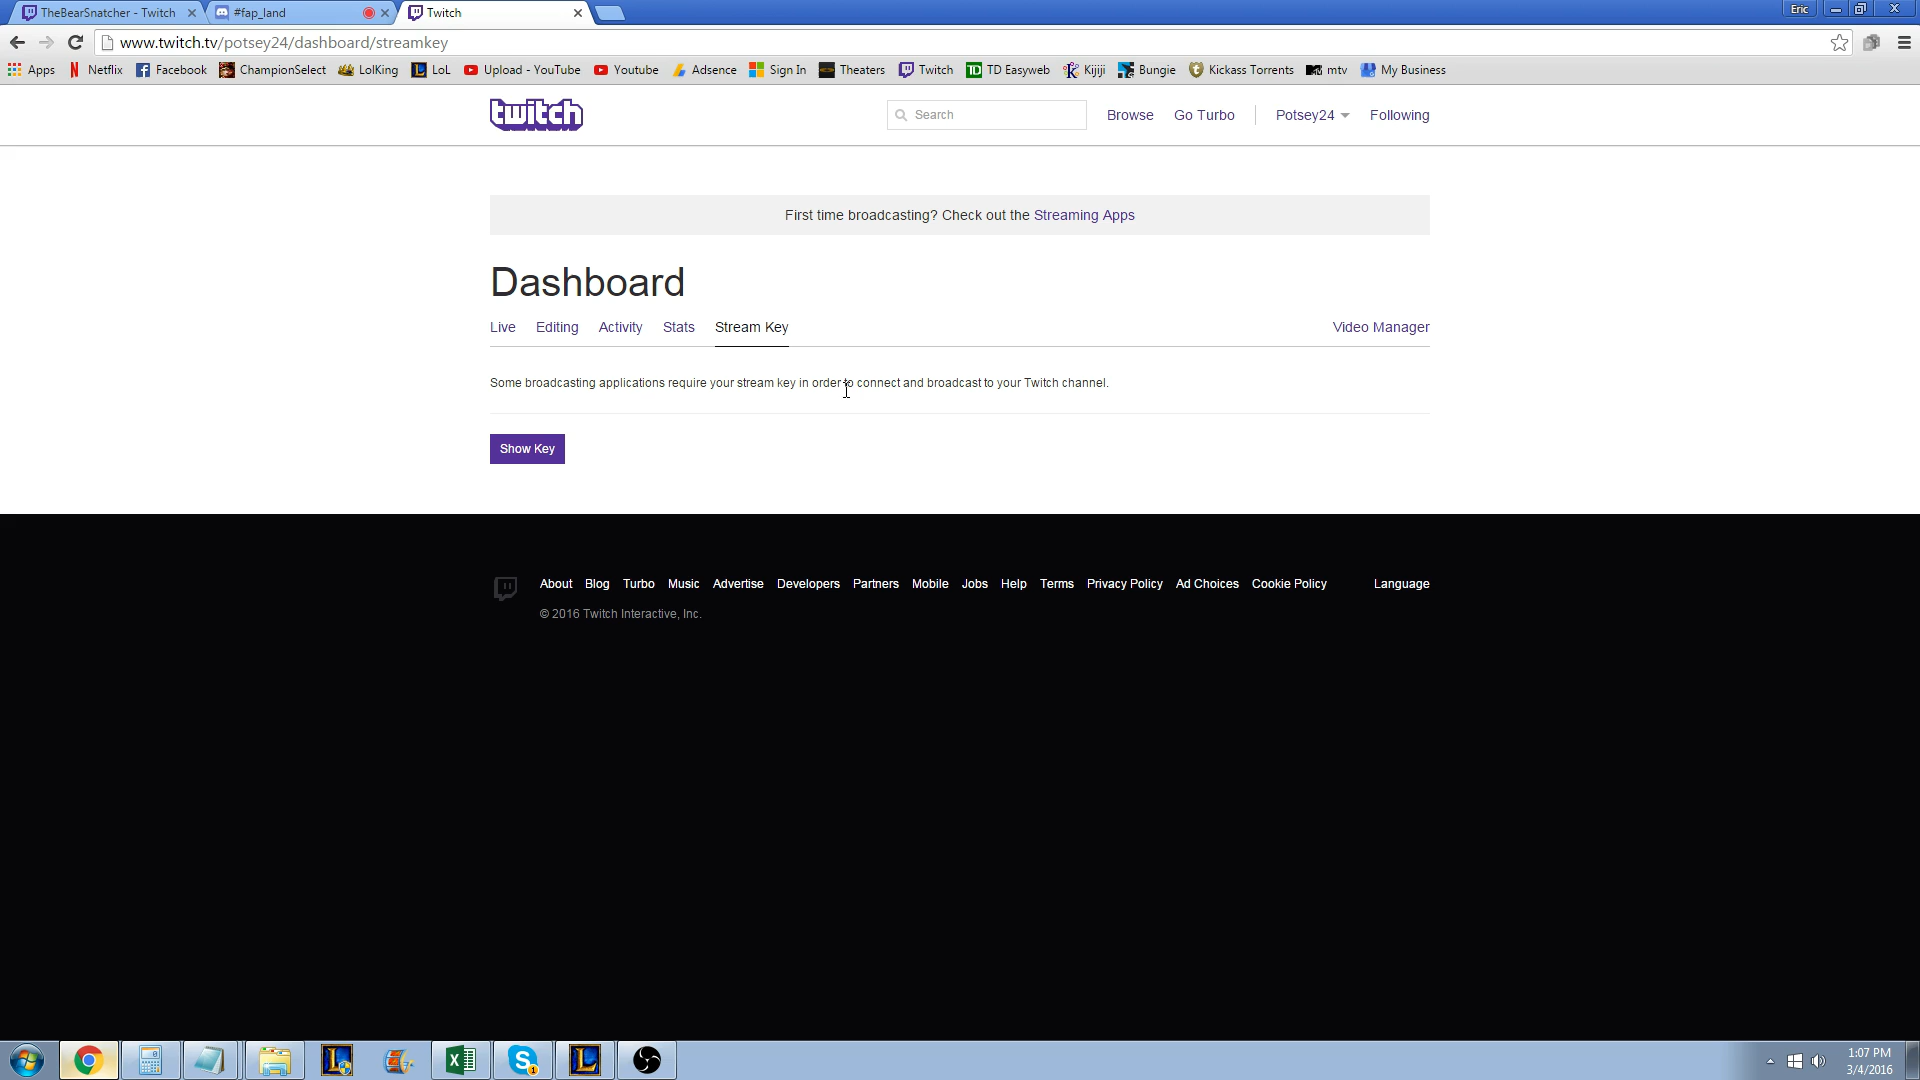 TheBearSnatcher - Twitch
#fap_land
Twitch
Eric
www.twitch.tv/potsey24/dashboard/streamkey
Apps Netflix Facebook ChampionSelect LolKing LoL Upload - YouTube Youtube Adsence Sign In Theaters Twitch TD Easyweb Kijiji Bungie Kickass Torrents mtv My Business
twitch Search Browse Go Turbo Potsey24 Following
First time broadcasting? Check out the Streaming Apps
Dashboard
Live Editing Activity Stats Stream Key Video Manager
Some broadcasting applications require your stream key in order to connect and broadcast to your Twitch channel.
Show Key
About Blog Turbo Music Advertise Developers Partners Mobile Jobs Help Terms Privacy Policy Ad Choices Cookie Policy Language
© 2016 Twitch Interactive, Inc.
1:07 PM
3/4/2016